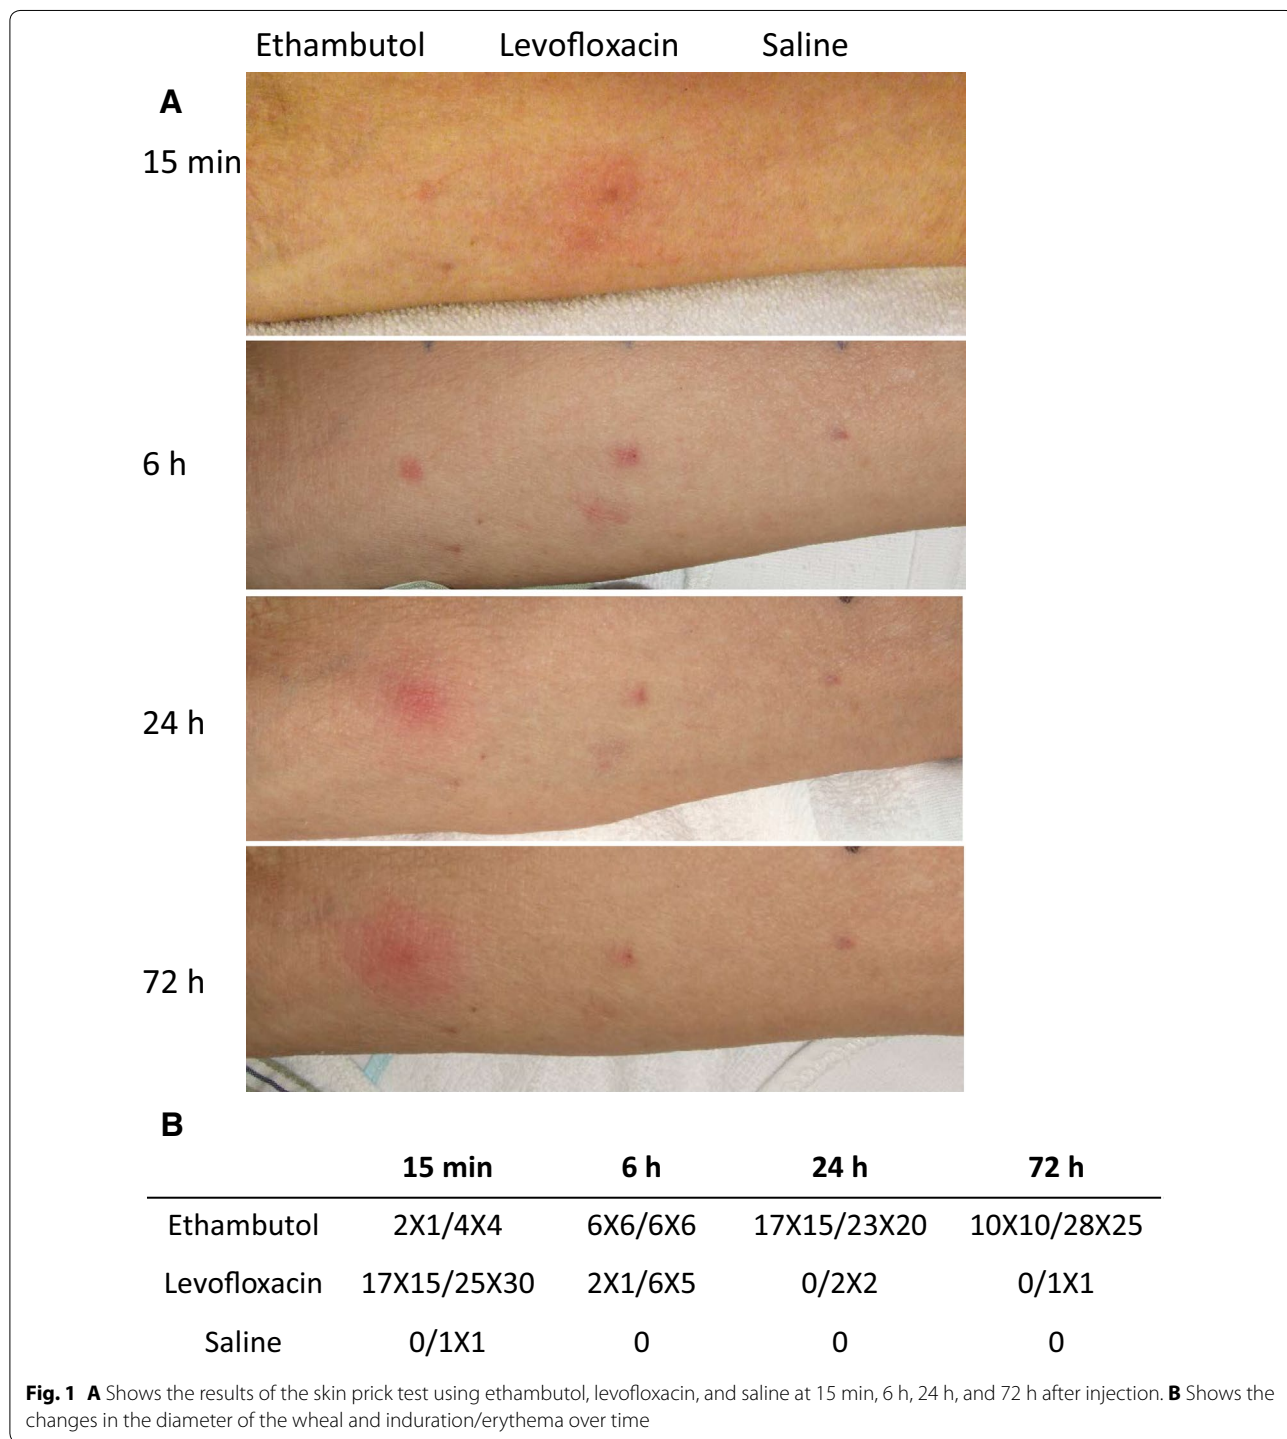 Ethambutol Levofloxacin Saline
A
15 min
6 h
24 h
72 h
B
15 min 6 h 24 h 72 h
Ethambutol 2X1/4X4 6X6/6X6 17X15/23X20 10X10/28X25
Levofloxacin 17X15/25X30 2X1/6X5 0/2X2 0/1X1
Saline 0/1X1 0 0 0
Fig. 1 A Shows the results of the skin prick test using ethambutol, levofloxacin, and saline at 15 min, 6 h, 24 h, and 72 h after injection. B Shows the
changes in the diameter of the wheal and induration/erythema over time